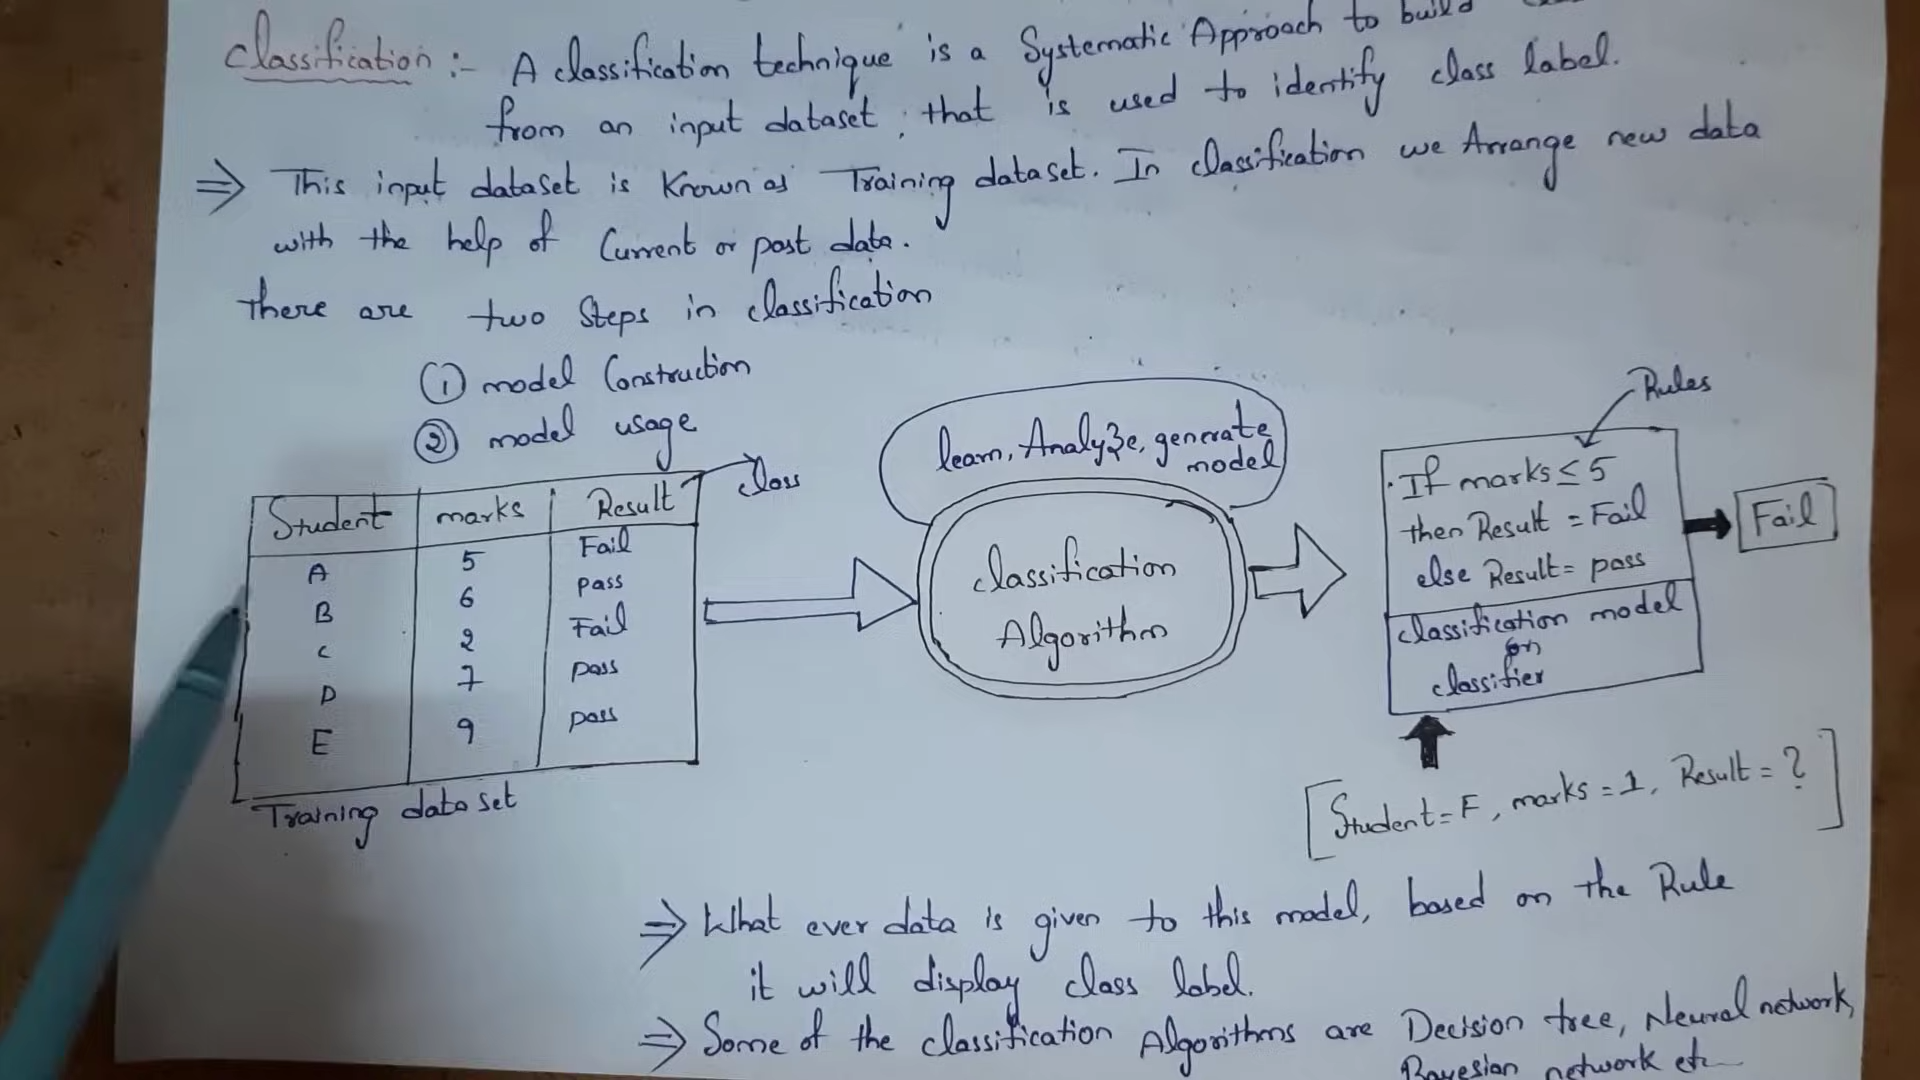 Classification :- A classification technique is a Systematic Approach to build
from an input dataset, that is used to identify class label.
⇒ This input dataset is Known as Training dataset. In classification we Arrange new data
with the help of Current or past data.
there are two Steps in classification
① model Construction
② model usage
class
Student marks Result
A 5 Fail
B 6 pass
C 2 Fail
D 7 pass
E 9 pass
Training dataset
learn, Analyze, generate
model
classification
Algorithm
Rules
. If marks ≤ 5
then Result = Fail
else Result = pass
classification model
(or)
classifier
Fail
[Student = F, marks = 1, Result = ?]
⇒ What ever data is given to this model, based on the Rule
it will display class label.
⇒ Some of the classification Algorithms are Decision tree, Neural network,
Bayesian network etc